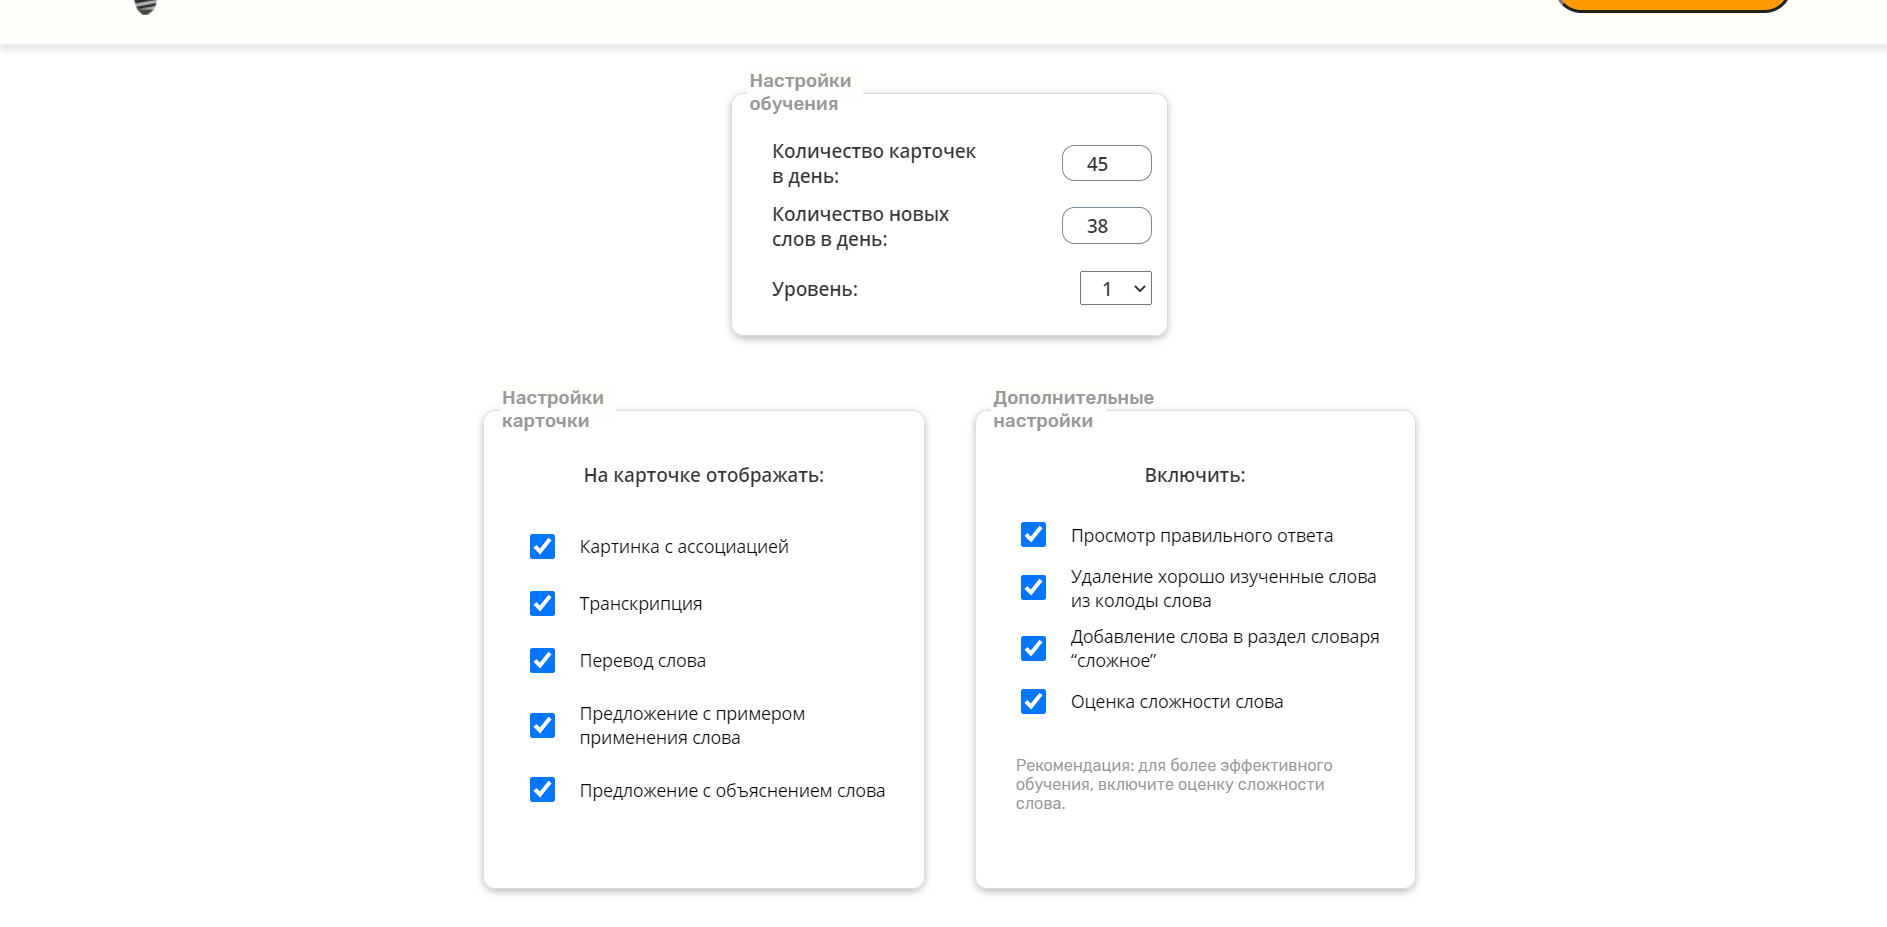 Настройки
обучения
Количество карточек
в день:
45
Количество новых
слов в день:
38
Уровень:
1
Настройки
карточки
На карточке отображать:
Картинка с ассоциацией
Транскрипция
Перевод слова
Предложение с примером
применения слова
Предложение с объяснением слова
Дополнительные
настройки
Включить:
Просмотр правильного ответа
Удаление хорошо изученные слова
из колоды слова
Добавление слова в раздел словаря
“сложное”
Оценка сложности слова
Рекомендация: для более эффективного
обучения, включите оценку сложности
слова.